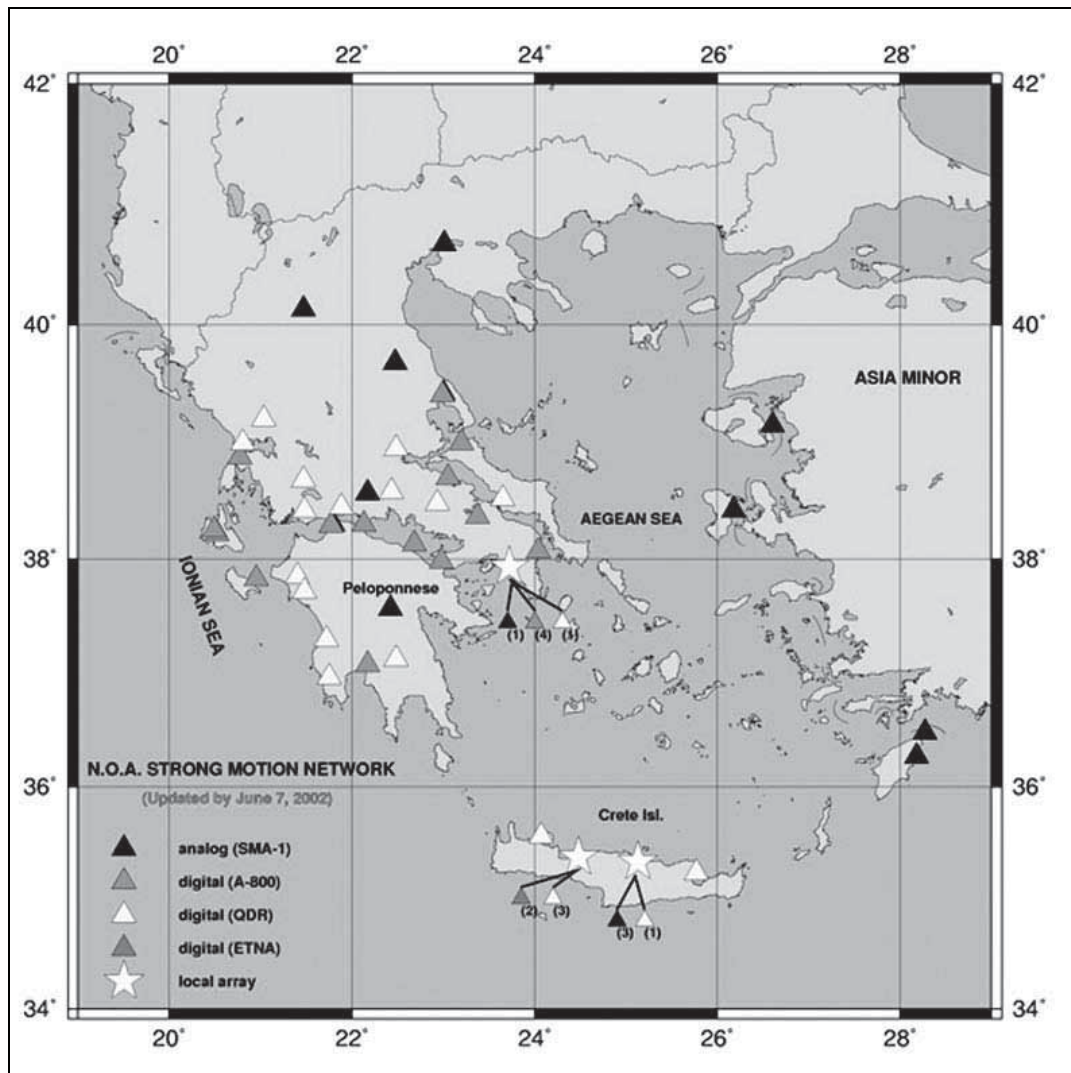 20° 22° 24° 26° 28°
42° 42°
40° 40°
ASIA MINOR
AEGEAN SEA
38° 38°
IONIAN SEA
Peloponnese
(1) (4) (1)
N.O.A. STRONG MOTION NETWORK
(Updated by June 7, 2002)
36° 36°
Crete Isl.
analog (SMA-1)
digital (A-800)
(2) (3)
digital (QDR)
(3) (1)
digital (ETNA)
local array
34° 34°
20° 22° 24° 26° 28°